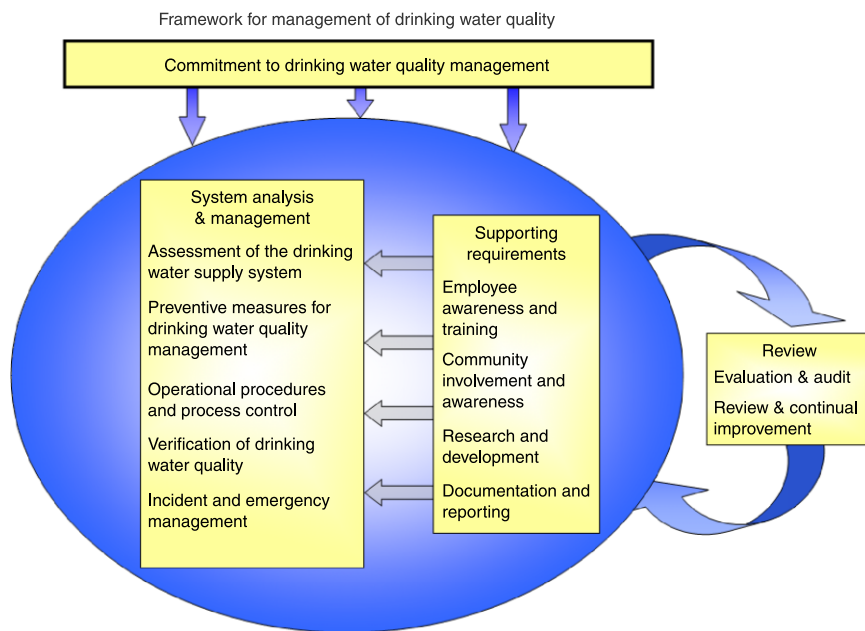 Framework for management of drinking water quality
Commitment to drinking water quality management
System analysis
& management
Assessment of the drinking
water supply system
Preventive measures for
drinking water quality
management
Operational procedures
and process control
Verification of drinking
water quality
Incident and emergency
management
Supporting
requirements
Employee
awareness and
training
Community
involvement and
awareness
Research and
development
Documentation and
reporting
Review
Evaluation & audit
Review & continual
improvement